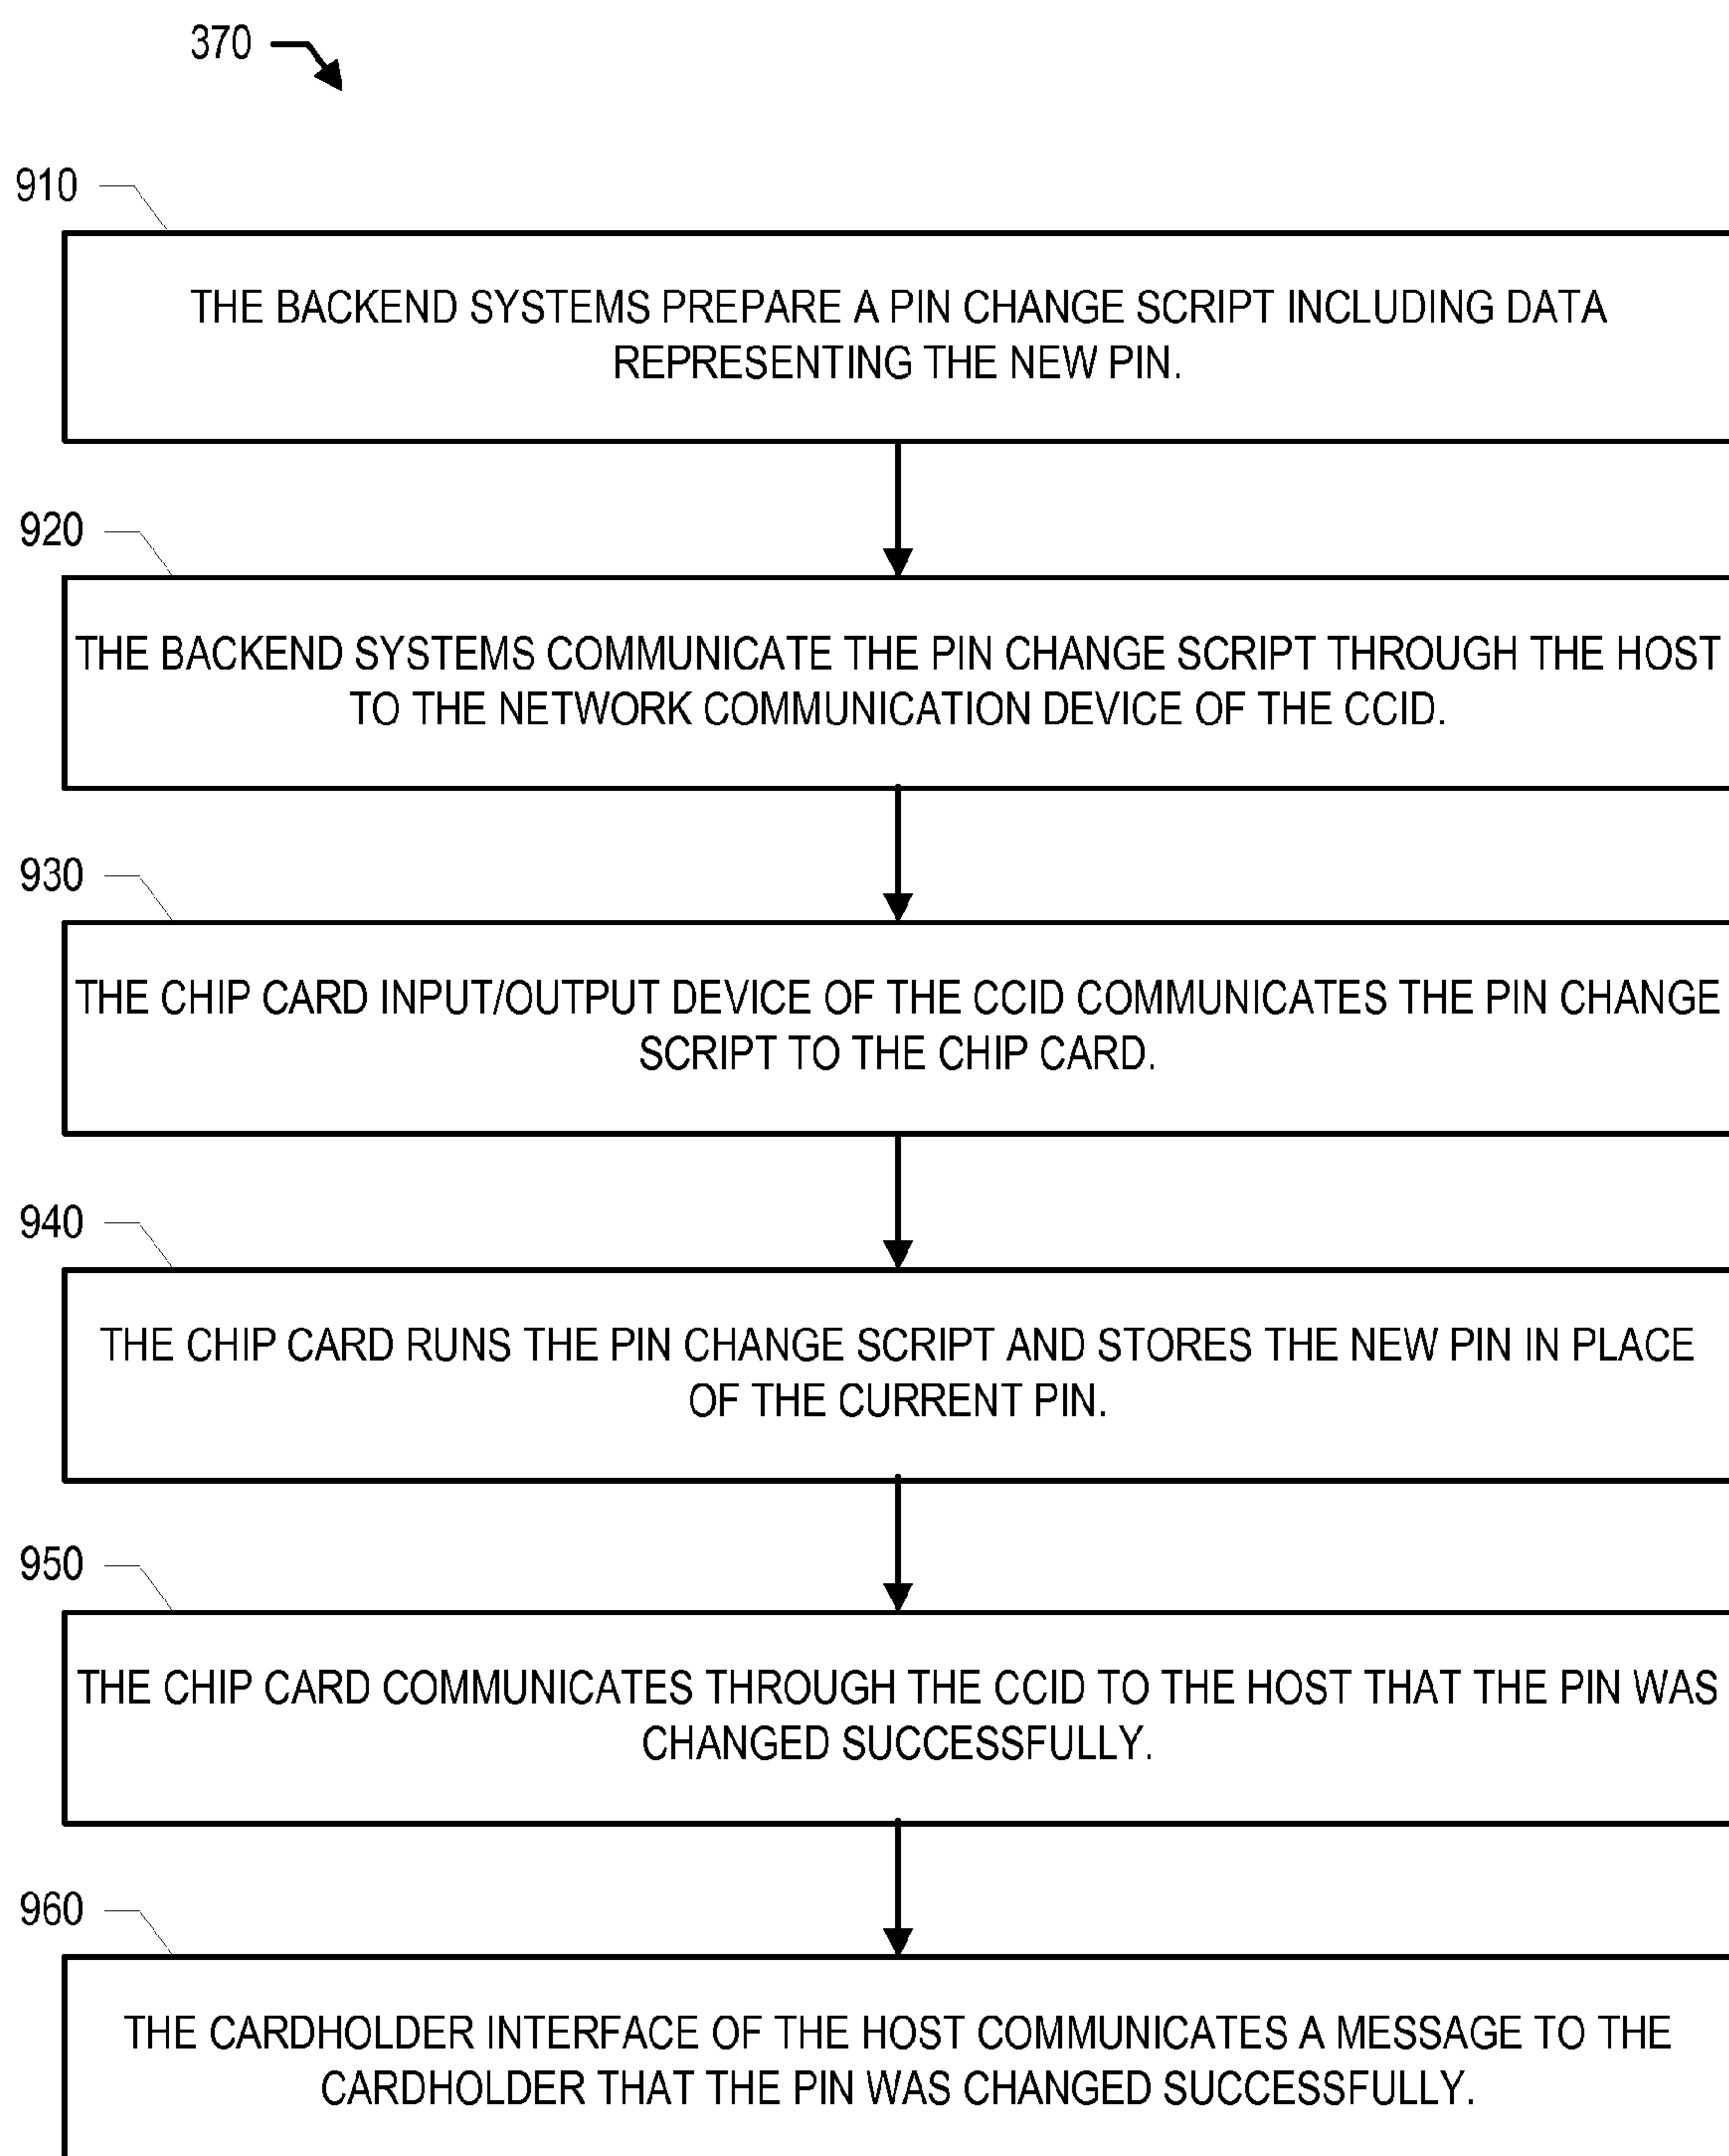 370
910
THE BACKEND SYSTEMS PREPARE A PIN CHANGE SCRIPT INCLUDING DATA
REPRESENTING THE NEW PIN.
920
THE BACKEND SYSTEMS COMMUNICATE THE PIN CHANGE SCRIPT THROUGH THE HOST
TO THE NETWORK COMMUNICATION DEVICE OF THE CCID.
930
THE CHIP CARD INPUT/OUTPUT DEVICE OF THE CCID COMMUNICATES THE PIN CHANGE
SCRIPT TO THE CHIP CARD.
940
THE CHIP CARD RUNS THE PIN CHANGE SCRIPT AND STORES THE NEW PIN IN PLACE
OF THE CURRENT PIN.
950
THE CHIP CARD COMMUNICATES THROUGH THE CCID TO THE HOST THAT THE PIN WAS
CHANGED SUCCESSFULLY.
960
THE CARDHOLDER INTERFACE OF THE HOST COMMUNICATES A MESSAGE TO THE
CARDHOLDER THAT THE PIN WAS CHANGED SUCCESSFULLY.